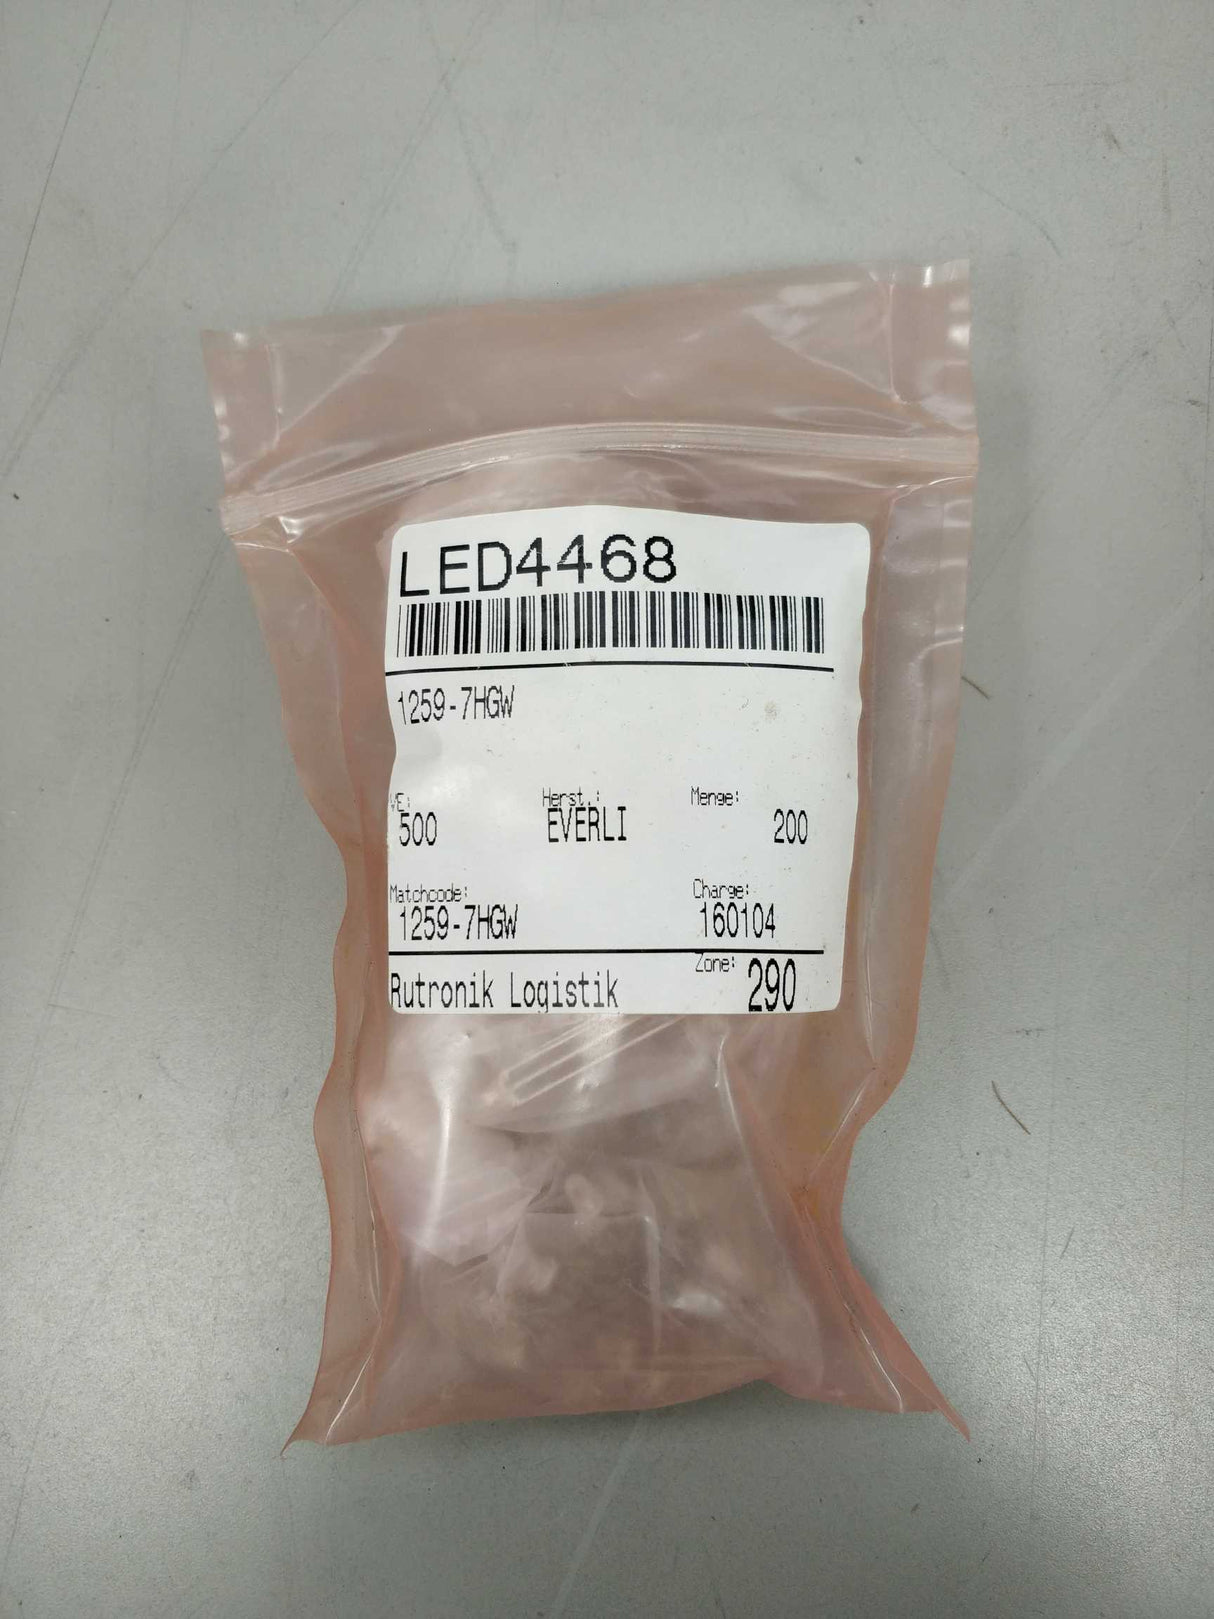 LED4468
1259-7HGW
VE: Herst.: Menge:
500 EVERLI 200
Matchcode: Charge:
1259-7HGW 160104
Zone:
Rutronik Logistik 290